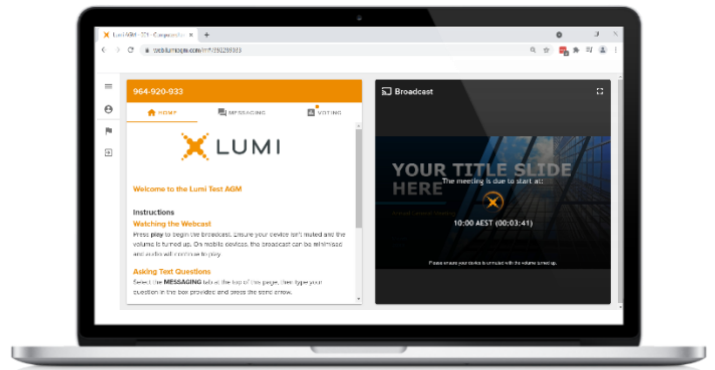 964-920-933
HOME
MESSAGING
VOTING
LUMI
Welcome to the Lumi Test AGM
Instructions
Watching the Webcast
Press play to begin the broadcast. Ensure your device isn't muted and the
volume is turned up. On mobile devices, the broadcast can be minimised
and audio will continue to play.
Asking Text Questions
Select the MESSAGING tab at the top of this page, then type your
question in the box provided and press the send arrow.
Broadcast
YOUR TITLE SLIDE
HERE
The meeting is due to start at:
10:00 AEST (00:03:41)
Please ensure your device is unmuted with the volume turned up.